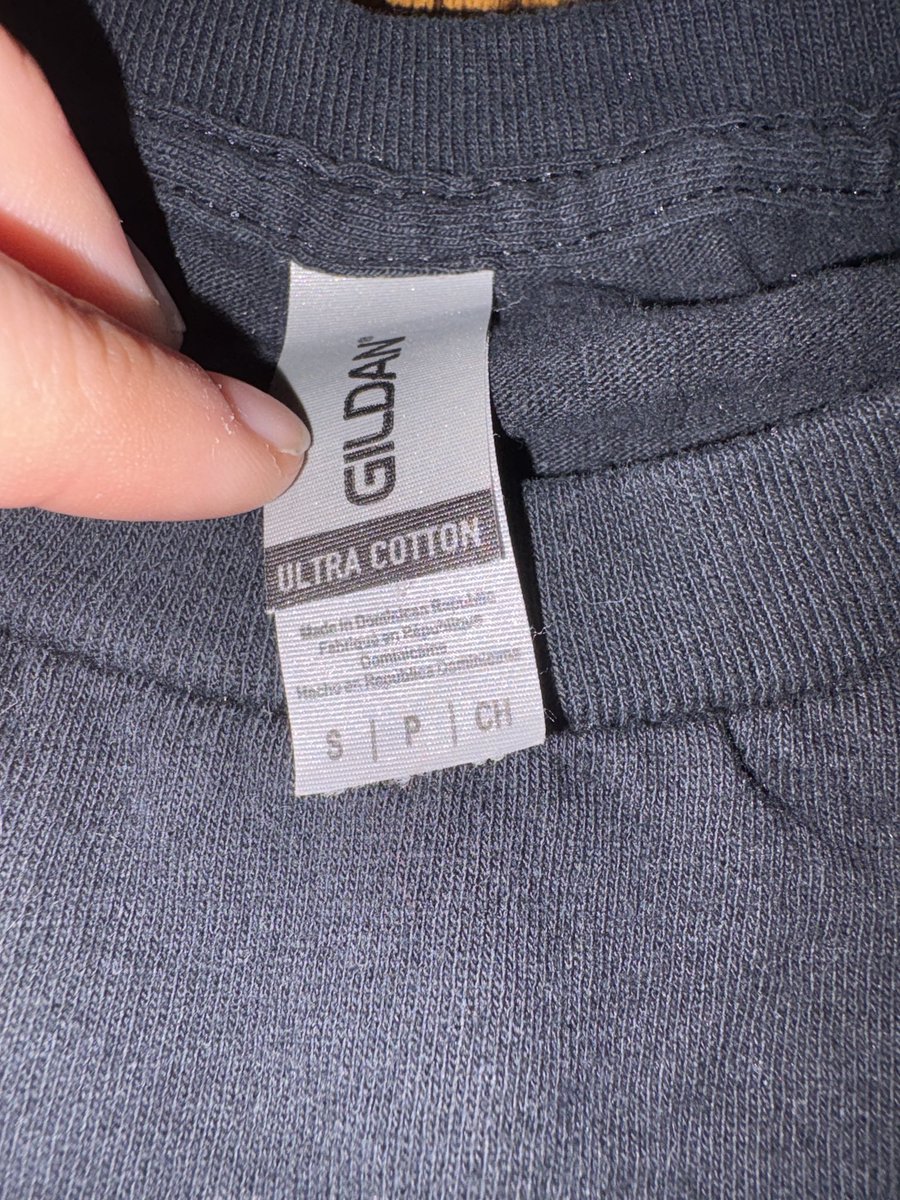 GILDAN®
ULTRA COTTON
Made in Dominican Republic
Fabriqué en République
Dominicaine
Hecho en República Dominicana
S | P | CH